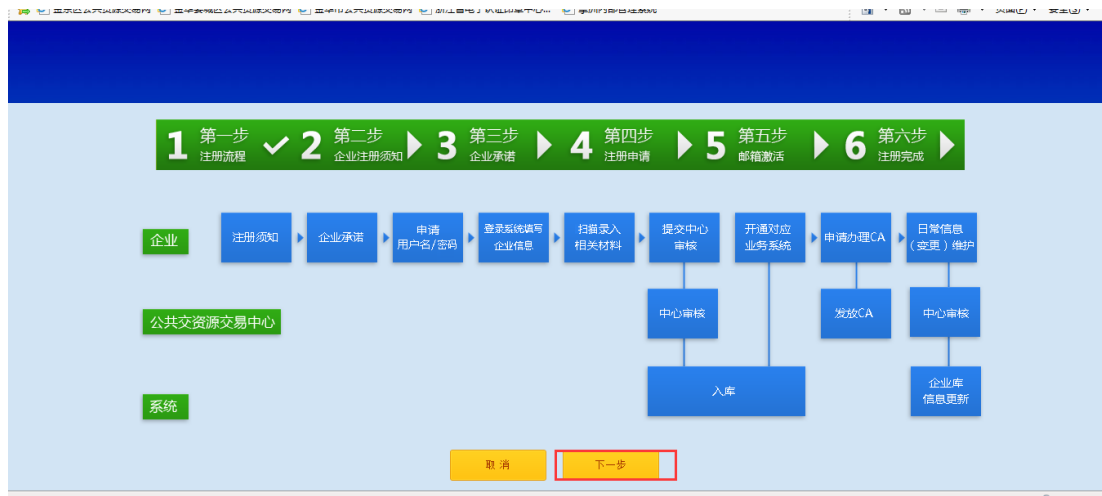 页面(P)
安全(S)
1 第一步 2 第二步 3 第三步 4 第四步 5 第五步 6 第六步
注册流程 企业注册须知 企业承诺 注册申请 邮箱激活 注册完成
企业
注册须知
企业承诺
申请
用户名/密码
登录系统填写
企业信息
扫描录入
相关材料
提交中心
审核
开通对应
业务系统
申请办理CA
日常信息
（变更）维护
公共交资源交易中心
中心审核
发放CA
中心审核
系统
入库
企业库
信息更新
取 消
下一步